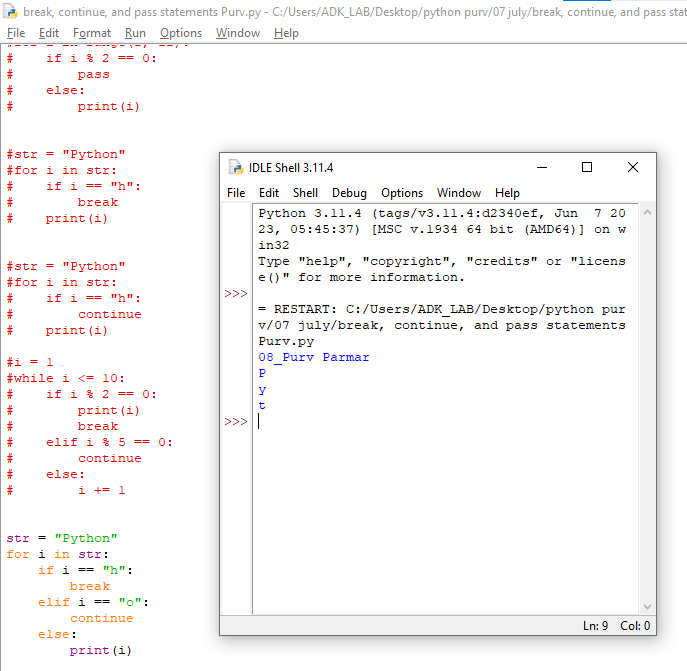 break, continue, and pass statements Purv.py - C:/Users/ADK_LAB/Desktop/python purv/07 july/break, continue, and pass stat
File Edit Format Run Options Window Help
#    if i % 2 == 0:
#        pass
#    else:
#        print(i)
#str = "Python"
#for i in str:
#    if i == "h":
#        break
#    print(i)
#str = "Python"
#for i in str:
#    if i == "h":
#        continue
#    print(i)
#i = 1
#while i <= 10:
#    if i % 2 == 0:
#        print(i)
#        break
#    elif i % 5 == 0:
#        continue
#    else:
#        i += 1
str = "Python"
for i in str:
    if i == "h":
        break
    elif i == "o":
        continue
    else:
        print(i)
IDLE Shell 3.11.4
File Edit Shell Debug Options Window Help
Python 3.11.4 (tags/v3.11.4:d2340ef, Jun  7 20
23, 05:45:37) [MSC v.1934 64 bit (AMD64)] on w
in32
Type "help", "copyright", "credits" or "licens
e()" for more information.
>>>
= RESTART: C:/Users/ADK_LAB/Desktop/python pur
v/07 july/break, continue, and pass statements
Purv.py
08_Purv Parmar
P
y
t
>>>
Ln: 9 Col: 0